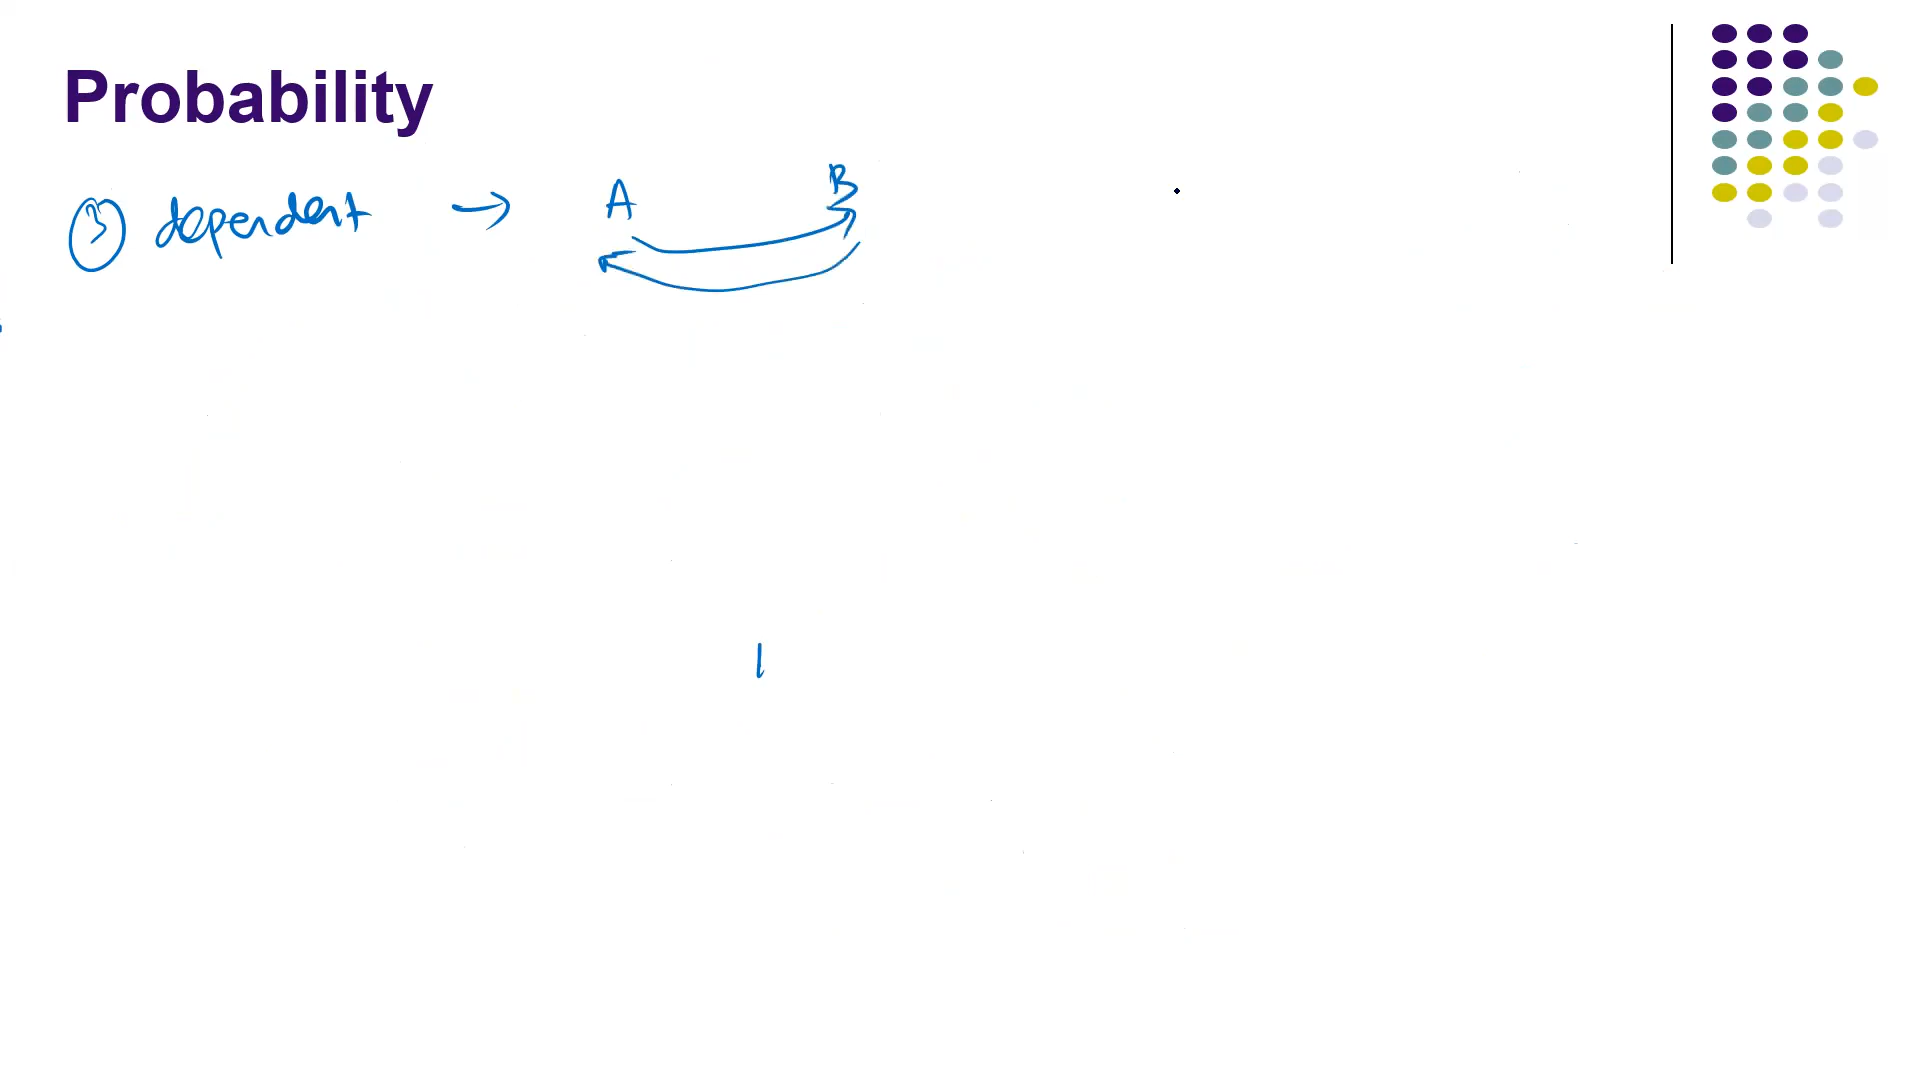 Probability
③ dependent → A B